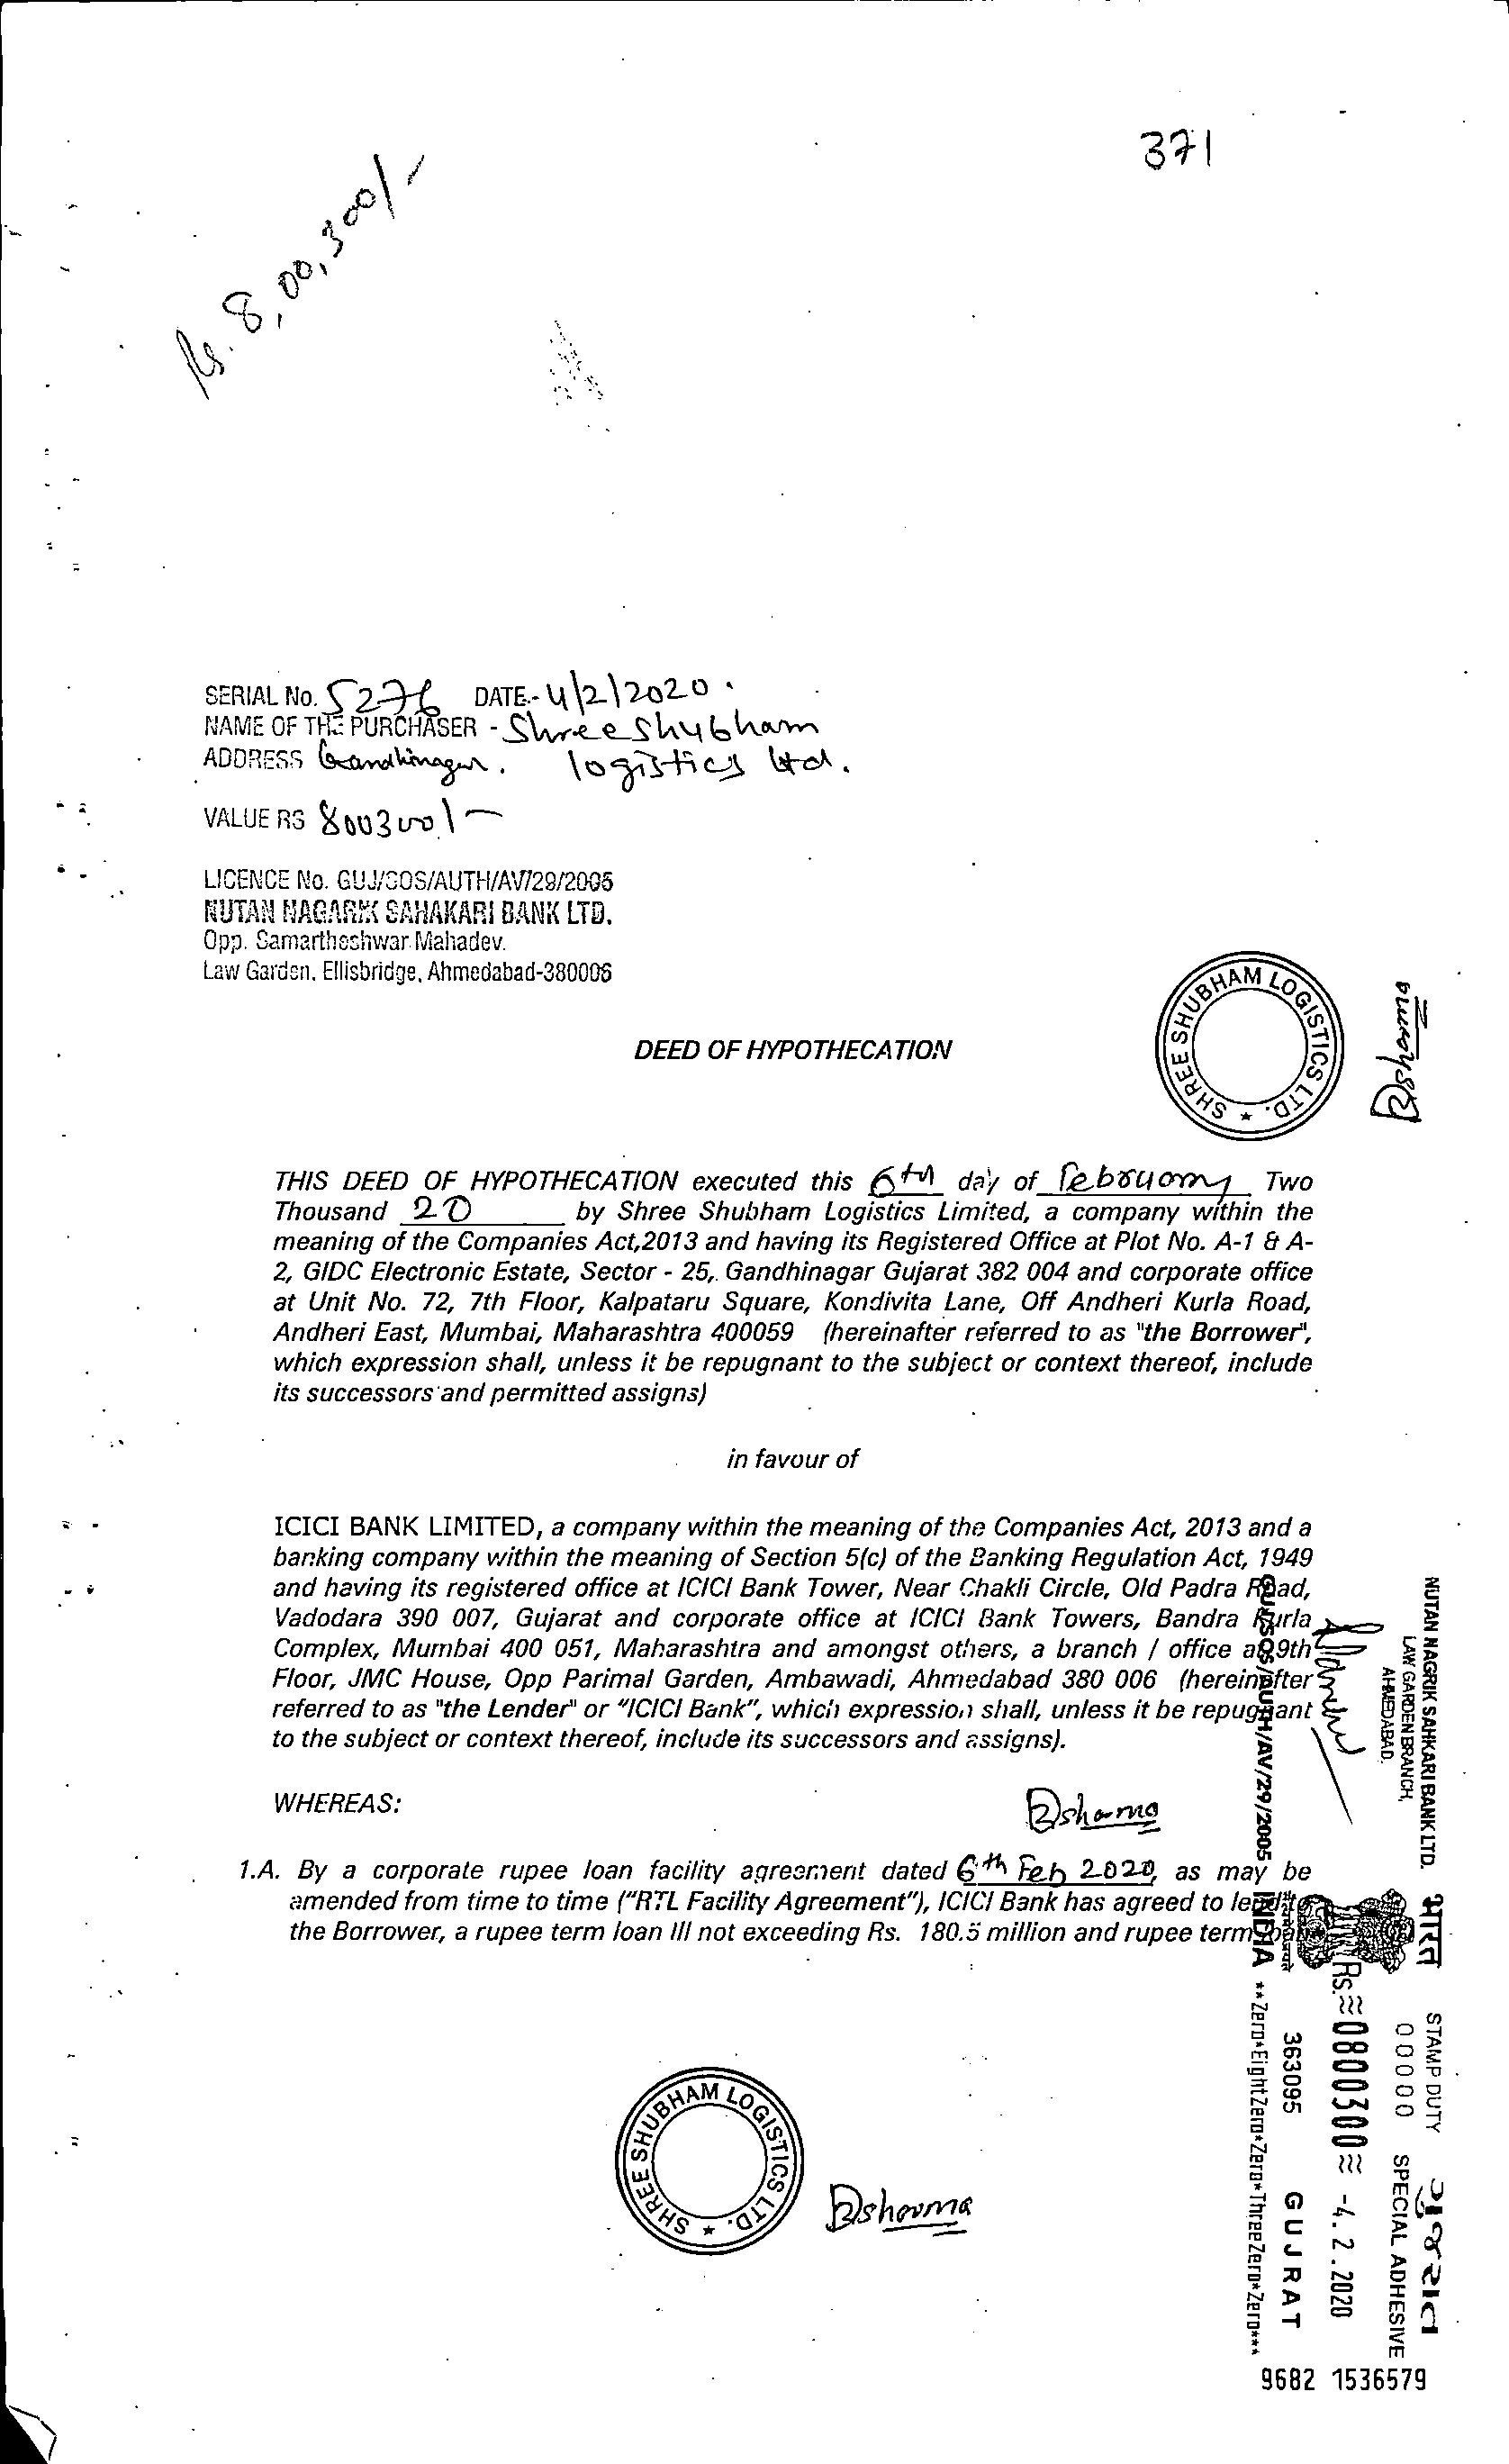 371
Rs. 8,00,300/-
SERIAL No. 5276 DATE.- 4/2/2020.
NAME OF THE PURCHASER - Shree Shubham
ADDRESS Gandhinagar. logistics Ltd.
VALUE RS 800300/-
LICENCE No. GUJ/SOS/AUTH/AV/29/2005
NUTAN NAGARIK SAHAKARI BANK LTD.
Opp. Samartheshwar Mahadev.
Law Garden, Ellisbridge, Ahmedabad-380006
SHREE SHUBHAM LOGISTICS LTD. ★
Dsharma
DEED OF HYPOTHECATION
THIS DEED OF HYPOTHECATION executed this 6th day of February Two
Thousand 20 by Shree Shubham Logistics Limited, a company within the
meaning of the Companies Act,2013 and having its Registered Office at Plot No. A-1 & A-
2, GIDC Electronic Estate, Sector - 25, Gandhinagar Gujarat 382 004 and corporate office
at Unit No. 72, 7th Floor, Kalpataru Square, Kondivita Lane, Off Andheri Kurla Road,
Andheri East, Mumbai, Maharashtra 400059 (hereinafter referred to as "the Borrower",
which expression shall, unless it be repugnant to the subject or context thereof, include
its successors and permitted assigns)
in favour of
ICICI BANK LIMITED, a company within the meaning of the Companies Act, 2013 and a
banking company within the meaning of Section 5(c) of the Banking Regulation Act, 1949
and having its registered office at ICICI Bank Tower, Near Chakli Circle, Old Padra Road,
Vadodara 390 007, Gujarat and corporate office at ICICI Bank Towers, Bandra Kurla
Complex, Mumbai 400 051, Maharashtra and amongst others, a branch / office at 9th
Floor, JMC House, Opp Parimal Garden, Ambawadi, Ahmedabad 380 006 (hereinafter
referred to as "the Lender" or "ICICI Bank", which expression shall, unless it be repugnant
to the subject or context thereof, include its successors and assigns).
WHEREAS:
Dsharma
1.A. By a corporate rupee loan facility agreement dated 6th Feb 2020, as may be
amended from time to time ("RTL Facility Agreement"), ICICI Bank has agreed to lend to
the Borrower, a rupee term loan III not exceeding Rs. 180.5 million and rupee term loan
SHREE SHUBHAM LOGISTICS LTD. ★
Dsharma
NUTAN NAGRIK SAHKARI BANK LTD.
LAW GARDEN BRANCH,
AHMEDABAD.
GUJ/SOS/AUTH/AV/29/2005
भारत STAMP DUTY ગુજરાત
00000 SPECIAL ADHESIVE
Rs.≈0800300≈ -4.2.2020
363095 GUJRAT
INDIA **Zero*EightZero*Zero*ThreeZero*Zero***
9682 1536579